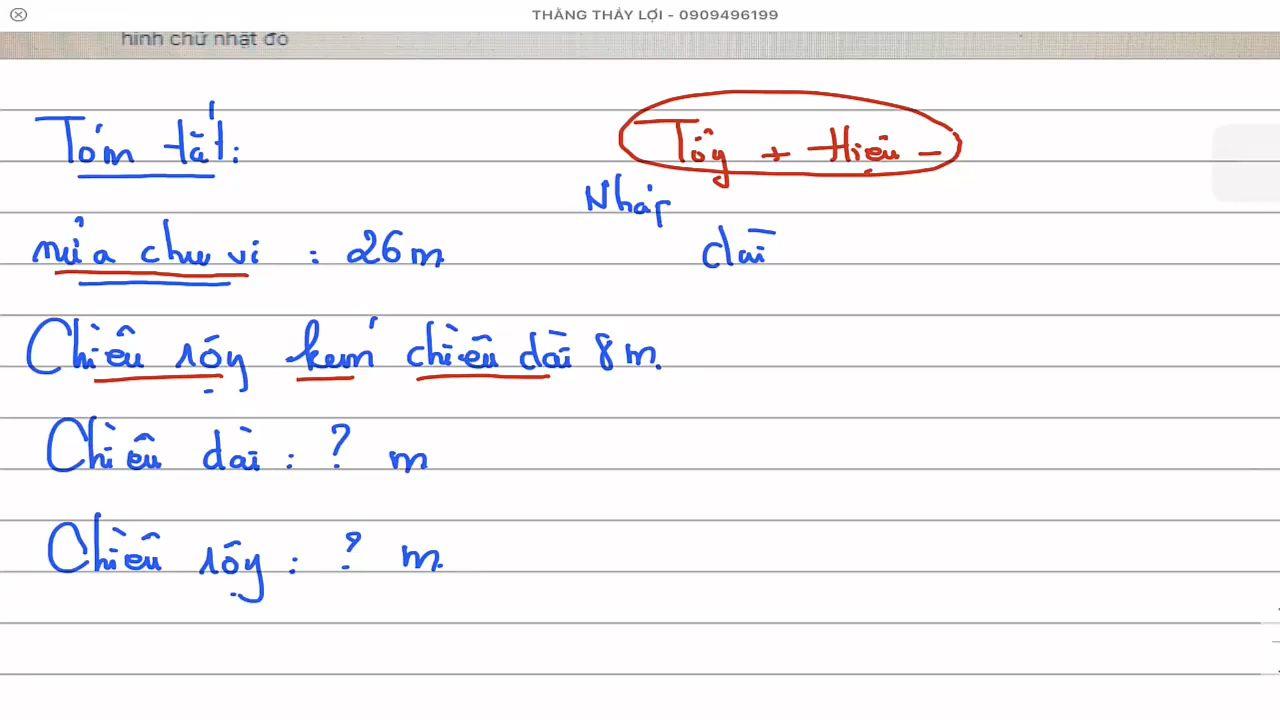 THẦNG THẦY LỢI - 0909496199
hình chữ nhật đó
Tóm tắt:
Tổng + Hiệu -
Nháp
nửa chu vi : 26m
dài
Chiều rộng kém chiều dài 8m.
Chiều dài : ? m
Chiều rộng : ? m.